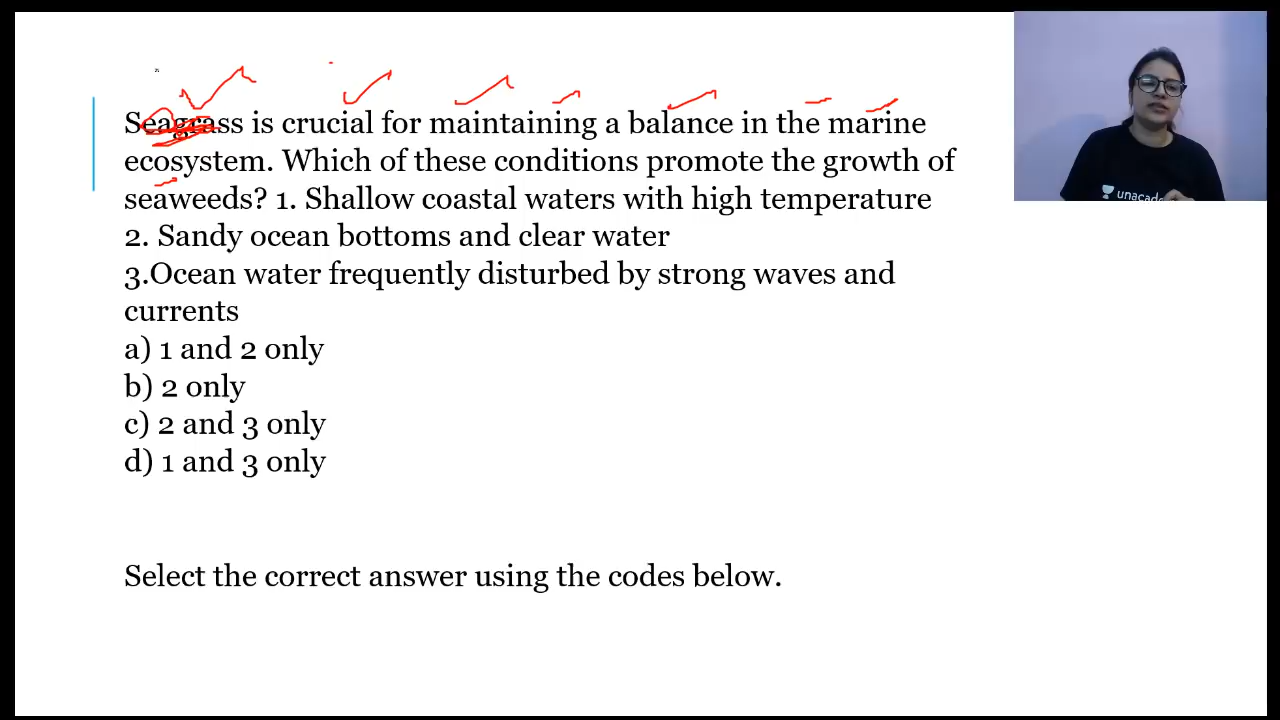 Seagrass is crucial for maintaining a balance in the marine
ecosystem. Which of these conditions promote the growth of
seaweeds? 1. Shallow coastal waters with high temperature
2. Sandy ocean bottoms and clear water
3.Ocean water frequently disturbed by strong waves and
currents
a) 1 and 2 only
b) 2 only
c) 2 and 3 only
d) 1 and 3 only
Select the correct answer using the codes below.